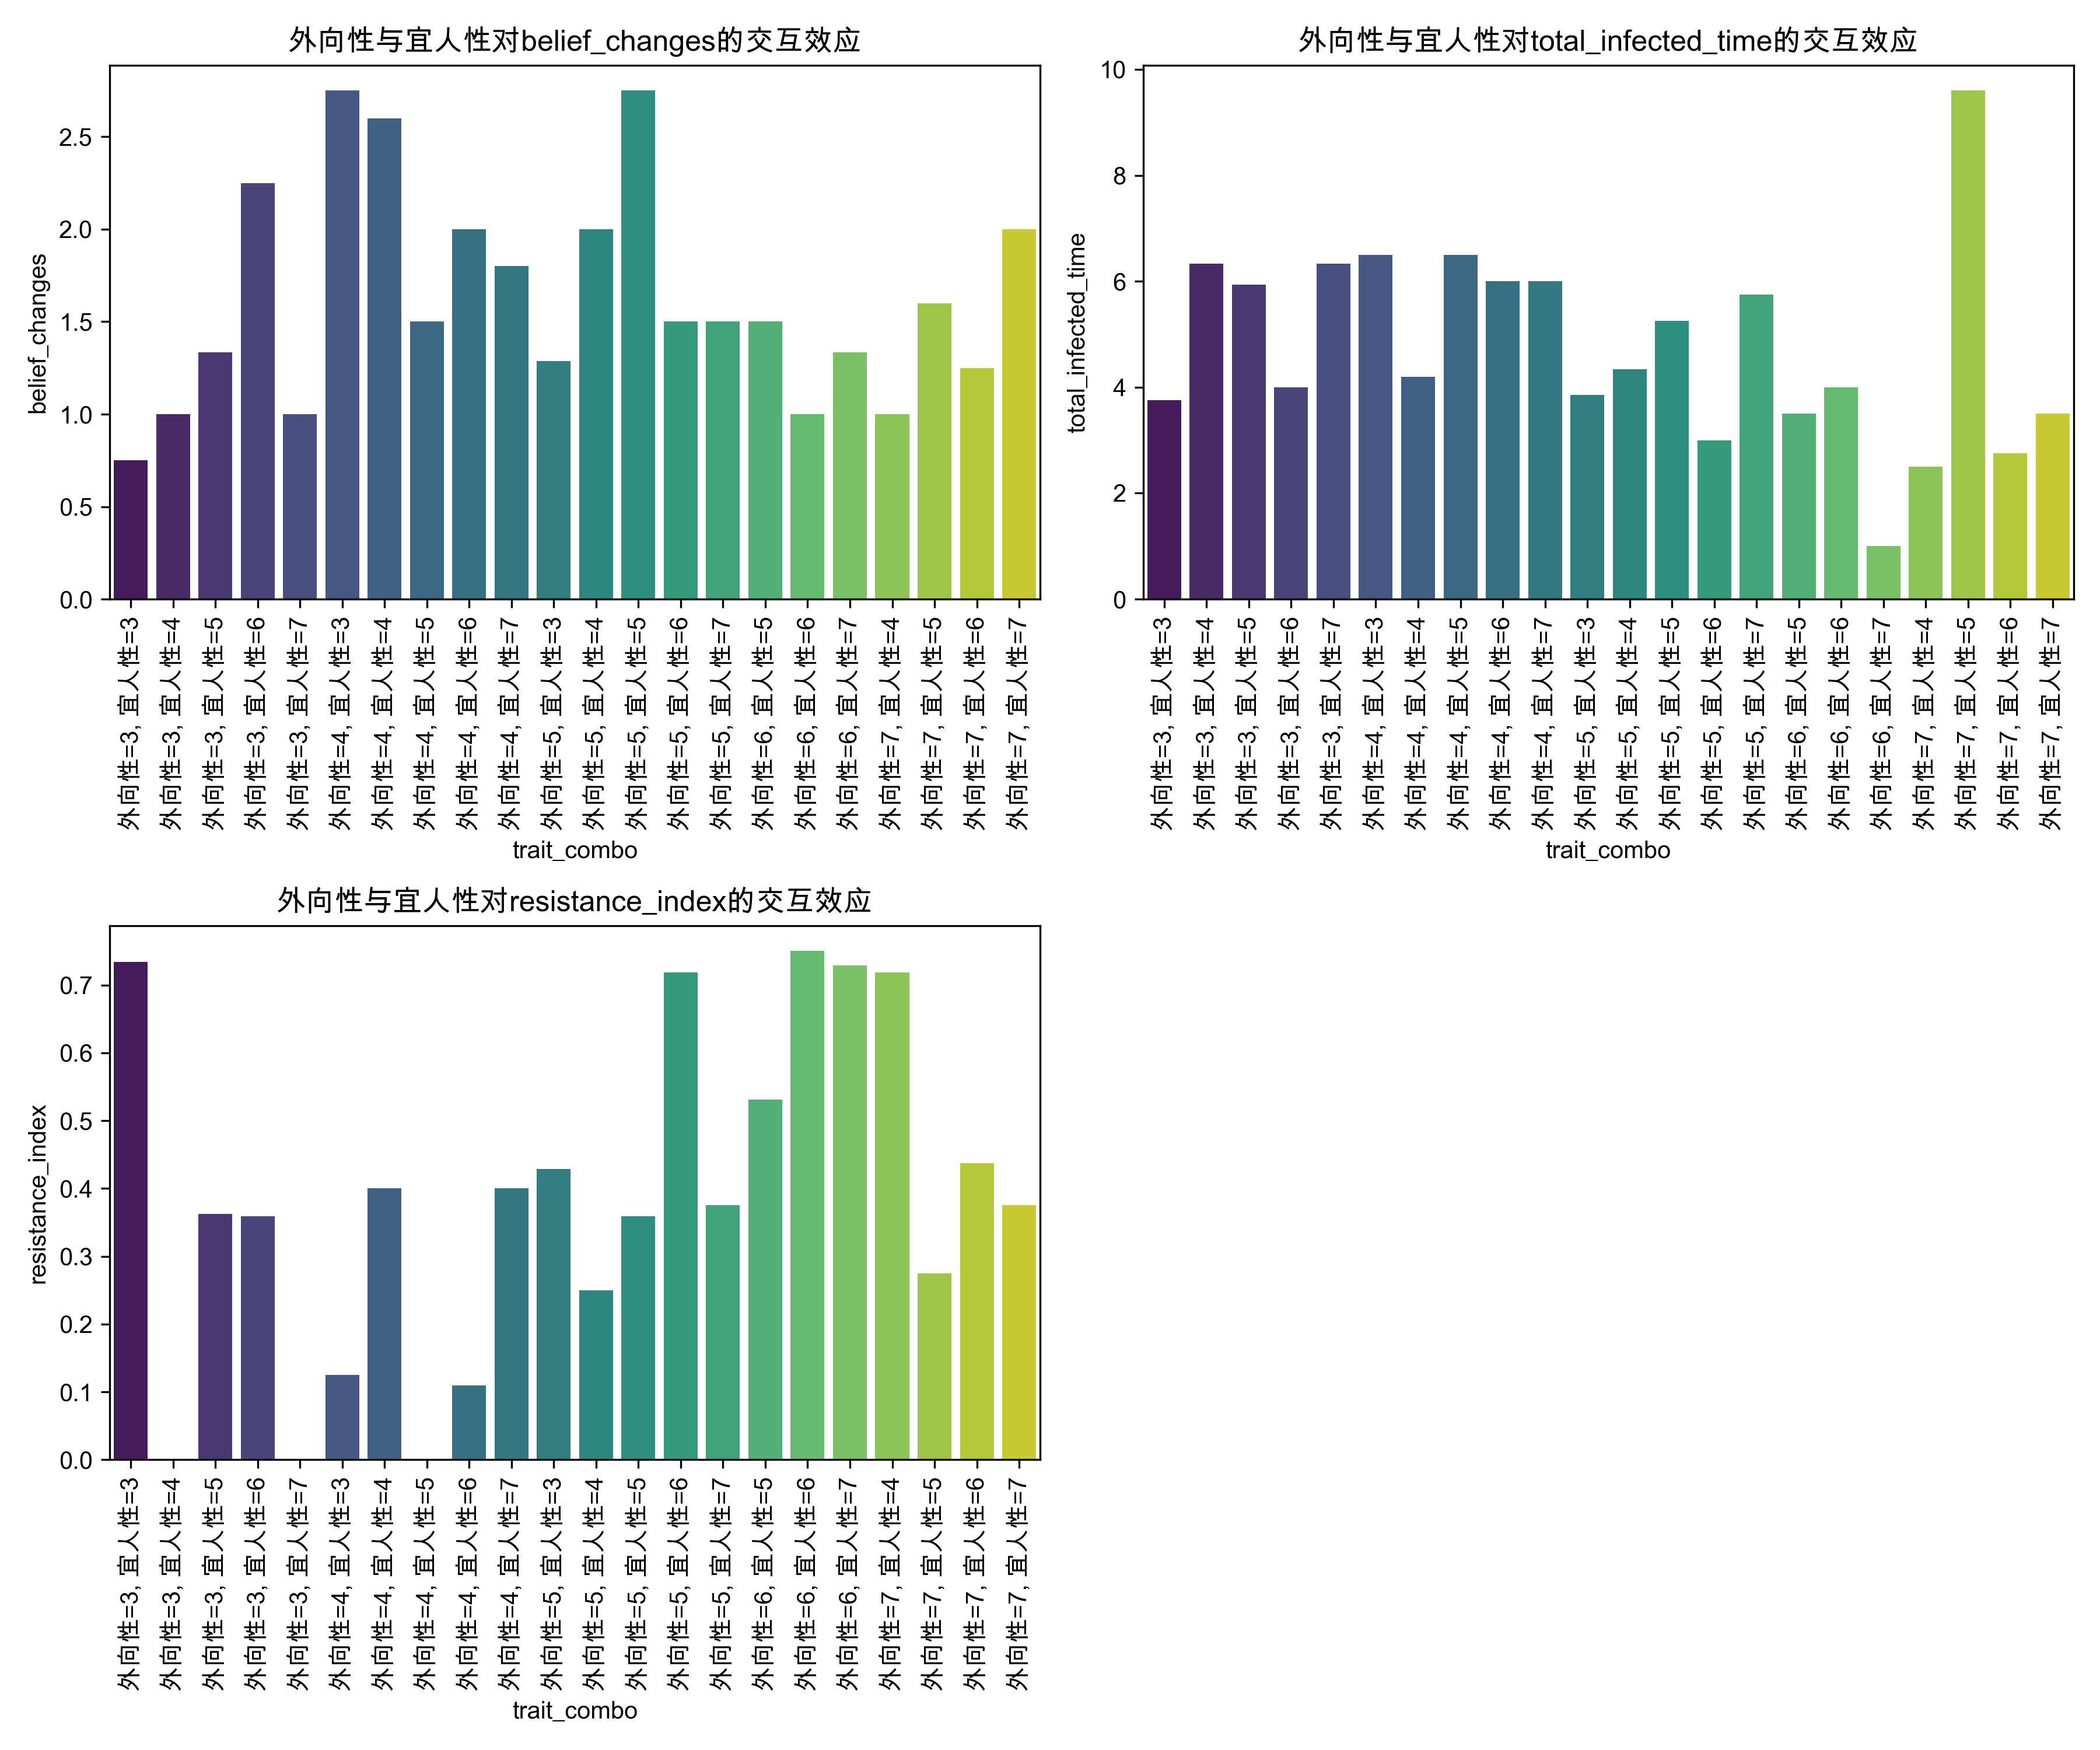 外向性与宜人性对belief_changes的交互效应
belief_changes
2.5
2.0
1.5
1.0
0.5
0.0
外向性=3, 宜人性=3
外向性=3, 宜人性=4
外向性=3, 宜人性=5
外向性=3, 宜人性=6
外向性=3, 宜人性=7
外向性=4, 宜人性=3
外向性=4, 宜人性=4
外向性=4, 宜人性=5
外向性=4, 宜人性=6
外向性=4, 宜人性=7
外向性=5, 宜人性=3
外向性=5, 宜人性=4
外向性=5, 宜人性=5
外向性=5, 宜人性=6
外向性=5, 宜人性=7
外向性=6, 宜人性=5
外向性=6, 宜人性=6
外向性=6, 宜人性=7
外向性=7, 宜人性=4
外向性=7, 宜人性=5
外向性=7, 宜人性=6
外向性=7, 宜人性=7
trait_combo
外向性与宜人性对total_infected_time的交互效应
total_infected_time
10
8
6
4
2
0
外向性=3, 宜人性=3
外向性=3, 宜人性=4
外向性=3, 宜人性=5
外向性=3, 宜人性=6
外向性=3, 宜人性=7
外向性=4, 宜人性=3
外向性=4, 宜人性=4
外向性=4, 宜人性=5
外向性=4, 宜人性=6
外向性=4, 宜人性=7
外向性=5, 宜人性=3
外向性=5, 宜人性=4
外向性=5, 宜人性=5
外向性=5, 宜人性=6
外向性=5, 宜人性=7
外向性=6, 宜人性=5
外向性=6, 宜人性=6
外向性=6, 宜人性=7
外向性=7, 宜人性=4
外向性=7, 宜人性=5
外向性=7, 宜人性=6
外向性=7, 宜人性=7
trait_combo
外向性与宜人性对resistance_index的交互效应
resistance_index
0.7
0.6
0.5
0.4
0.3
0.2
0.1
0.0
外向性=3, 宜人性=3
外向性=3, 宜人性=4
外向性=3, 宜人性=5
外向性=3, 宜人性=6
外向性=3, 宜人性=7
外向性=4, 宜人性=3
外向性=4, 宜人性=4
外向性=4, 宜人性=5
外向性=4, 宜人性=6
外向性=4, 宜人性=7
外向性=5, 宜人性=3
外向性=5, 宜人性=4
外向性=5, 宜人性=5
外向性=5, 宜人性=6
外向性=5, 宜人性=7
外向性=6, 宜人性=5
外向性=6, 宜人性=6
外向性=6, 宜人性=7
外向性=7, 宜人性=4
外向性=7, 宜人性=5
外向性=7, 宜人性=6
外向性=7, 宜人性=7
trait_combo